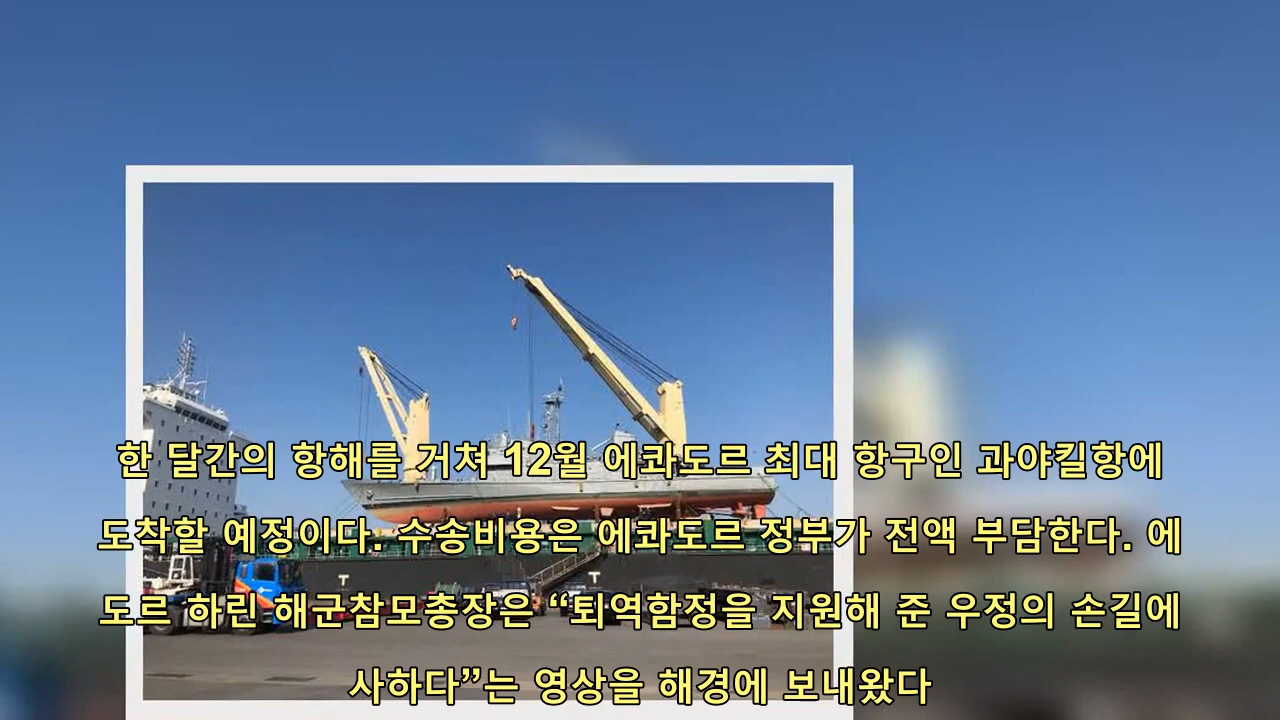 한 달간의 항해를 거쳐 12월 에콰도르 최대 항구인 과야킬항에
도착할 예정이다. 수송비용은 에콰도르 정부가 전액 부담한다. 에
도르 하린 해군참모총장은 “퇴역함정을 지원해 준 우정의 손길에
사하다”는 영상을 해경에 보내왔다